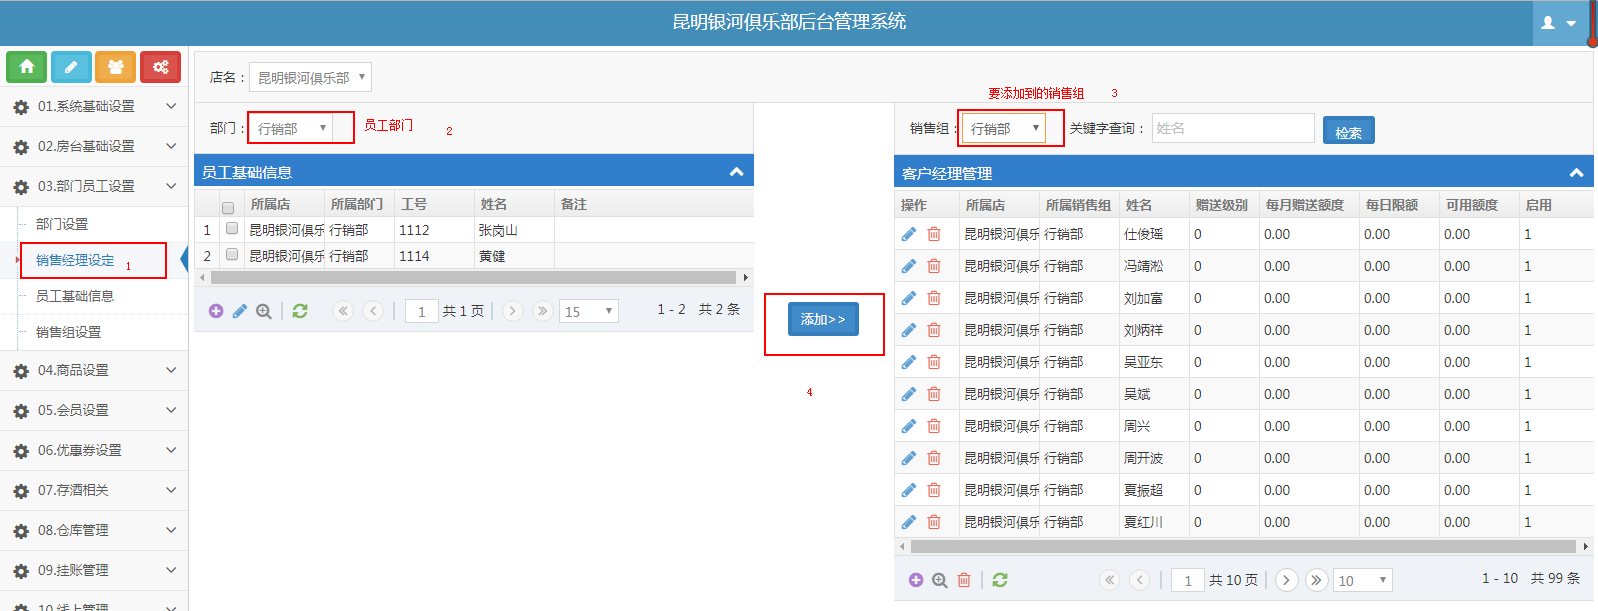 昆明银河俱乐部后台管理系统
01.系统基础设置
02.房台基础设置
03.部门员工设置
部门设置
销售经理设定 1
员工基础信息
销售组设置
04.商品设置
05.会员设置
06.优惠券设置
07.存酒相关
08.仓库管理
09.挂账管理
10.线上管理
店名： 昆明银河俱乐部
部门： 行销部 员工部门 2
员工基础信息
所属店 所属部门 工号 姓名 备注
1 昆明银河俱乐 行销部 1112 张岗山
2 昆明银河俱乐 行销部 1114 黄健
1 共 1 页 15 1 - 2 共 2 条
添加>>
4
要添加到的销售组 3
销售组： 行销部 关键字查询： 姓名 检索
客户经理管理
操作 所属店 所属销售组 姓名 赠送级别 每月赠送额度 每日限额 可用额度 启用
昆明银河俱乐 行销部 仕俊瑶 0 0.00 0.00 0.00 1
昆明银河俱乐 行销部 冯靖淞 0 0.00 0.00 0.00 1
昆明银河俱乐 行销部 刘加富 0 0.00 0.00 0.00 1
昆明银河俱乐 行销部 刘炳祥 0 0.00 0.00 0.00 1
昆明银河俱乐 行销部 吴亚东 0 0.00 0.00 0.00 1
昆明银河俱乐 行销部 吴斌 0 0.00 0.00 0.00 1
昆明银河俱乐 行销部 周兴 0 0.00 0.00 0.00 1
昆明银河俱乐 行销部 周开波 0 0.00 0.00 0.00 1
昆明银河俱乐 行销部 夏振超 0 0.00 0.00 0.00 1
昆明银河俱乐 行销部 夏红川 0 0.00 0.00 0.00 1
1 共 10 页 10 1 - 10 共 99 条